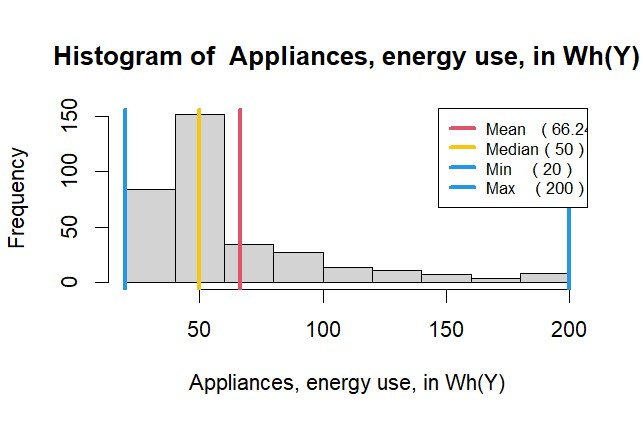 Histogram of  Appliances, energy use, in Wh(Y)
Frequency
0
50
100
150
Mean ( 66.24
Median ( 50 )
Min ( 20 )
Max ( 200 )
50 100 150 200
Appliances, energy use, in Wh(Y)